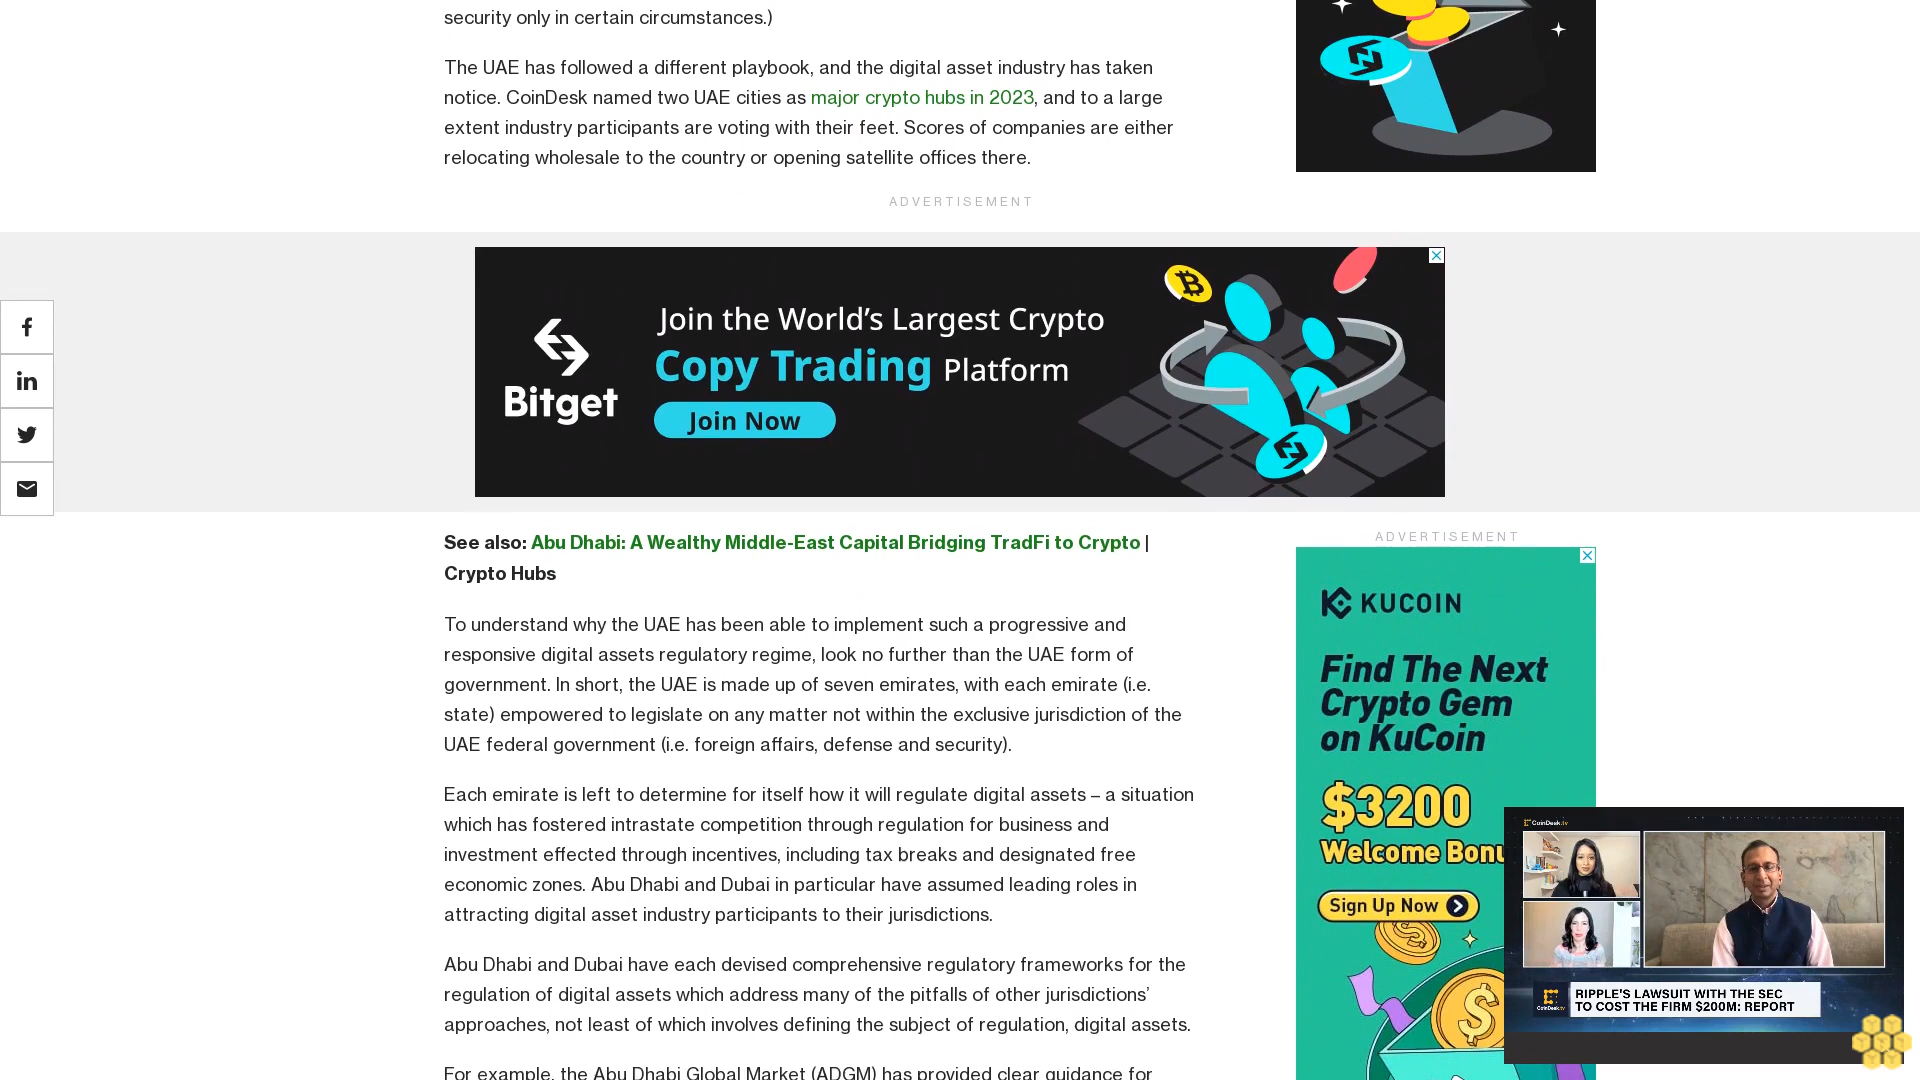 security only in certain circumstances.)
The UAE has followed a different playbook, and the digital asset industry has taken
notice. CoinDesk named two UAE cities as major crypto hubs in 2023, and to a large
extent industry participants are voting with their feet. Scores of companies are either
relocating wholesale to the country or opening satellite offices there.
ADVERTISEMENT
Join the World's Largest Crypto
Copy Trading Platform
Bitget
Join Now
See also: Abu Dhabi: A Wealthy Middle-East Capital Bridging TradFi to Crypto |
Crypto Hubs
To understand why the UAE has been able to implement such a progressive and
responsive digital assets regulatory regime, look no further than the UAE form of
government. In short, the UAE is made up of seven emirates, with each emirate (i.e.
state) empowered to legislate on any matter not within the exclusive jurisdiction of the
UAE federal government (i.e. foreign affairs, defense and security).
Each emirate is left to determine for itself how it will regulate digital assets – a situation
which has fostered intrastate competition through regulation for business and
investment effected through incentives, including tax breaks and designated free
economic zones. Abu Dhabi and Dubai in particular have assumed leading roles in
attracting digital asset industry participants to their jurisdictions.
Abu Dhabi and Dubai have each devised comprehensive regulatory frameworks for the
regulation of digital assets which address many of the pitfalls of other jurisdictions'
approaches, not least of which involves defining the subject of regulation, digital assets.
For example, the Abu Dhabi Global Market (ADGM) has provided clear guidance for
ADVERTISEMENT
KUCOIN
Find The Next
Crypto Gem
on KuCoin
$3200
Welcome Bonu
Sign Up Now
CoinDesk.tv
CoinDesk.tv
RIPPLE'S LAWSUIT WITH THE SEC
TO COST THE FIRM $200M: REPORT